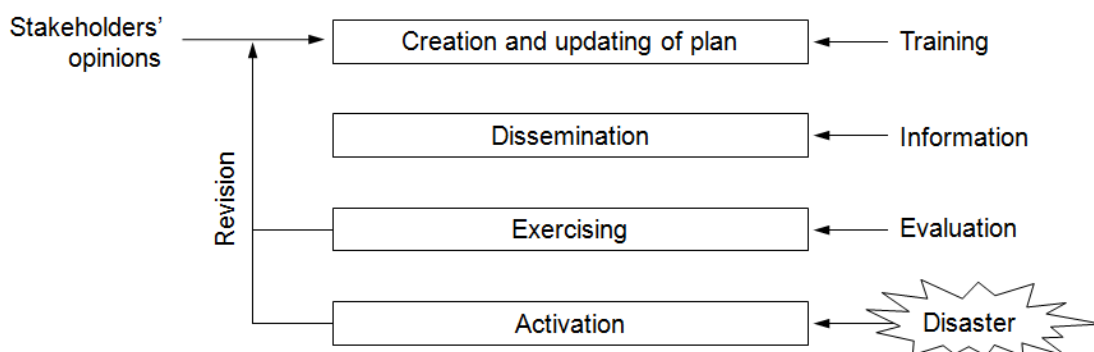 Stakeholders’
opinions
Creation and updating of plan
Training
Dissemination
Information
Revision
Exercising
Evaluation
Activation
Disaster